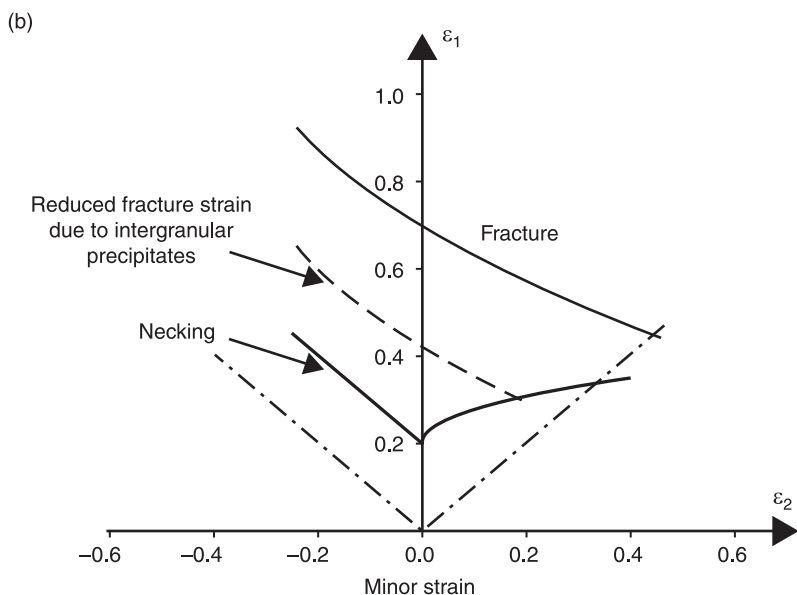 (b)
ε1
1.0
0.8
Reduced fracture strain
due to intergranular
precipitates
Fracture
0.6
Necking
0.4
0.2
ε2
–0.6
–0.4
–0.2
0.0
0.2
0.4
0.6
Minor strain